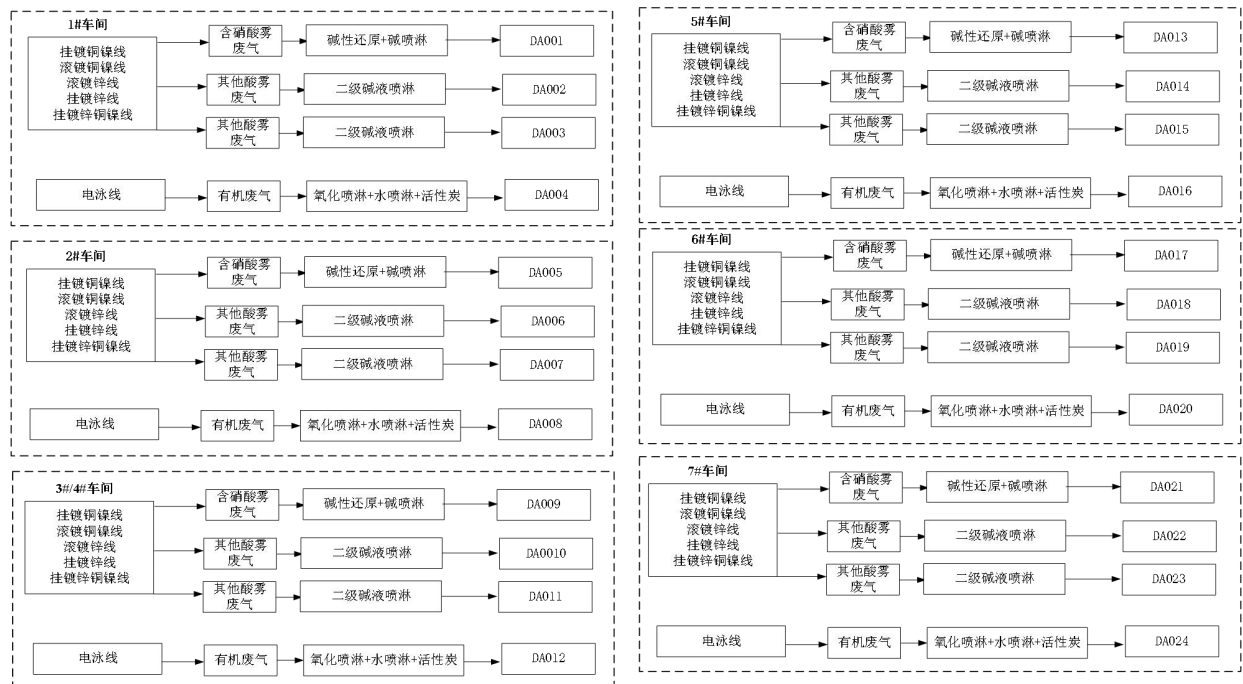 1#车间
挂镀铜镍线
滚镀铜镍线
滚镀锌线
挂镀锌线
挂镀锌铜镍线
含硝酸雾
废气
碱性还原+碱喷淋
DA001
其他酸雾
废气
二级碱液喷淋
DA002
其他酸雾
废气
二级碱液喷淋
DA003
电泳线
有机废气
氧化喷淋+水喷淋+活性炭
DA004
2#车间
挂镀铜镍线
滚镀铜镍线
滚镀锌线
挂镀锌线
挂镀锌铜镍线
含硝酸雾
废气
碱性还原+碱喷淋
DA005
其他酸雾
废气
二级碱液喷淋
DA006
其他酸雾
废气
二级碱液喷淋
DA007
电泳线
有机废气
氧化喷淋+水喷淋+活性炭
DA008
3#/4#车间
挂镀铜镍线
滚镀铜镍线
滚镀锌线
挂镀锌线
挂镀锌铜镍线
含硝酸雾
废气
碱性还原+碱喷淋
DA009
其他酸雾
废气
二级碱液喷淋
DA0010
其他酸雾
废气
二级碱液喷淋
DA011
电泳线
有机废气
氧化喷淋+水喷淋+活性炭
DA012
5#车间
挂镀铜镍线
滚镀铜镍线
滚镀锌线
挂镀锌线
挂镀锌铜镍线
含硝酸雾
废气
碱性还原+碱喷淋
DA013
其他酸雾
废气
二级碱液喷淋
DA014
其他酸雾
废气
二级碱液喷淋
DA015
电泳线
有机废气
氧化喷淋+水喷淋+活性炭
DA016
6#车间
挂镀铜镍线
滚镀铜镍线
滚镀锌线
挂镀锌线
挂镀锌铜镍线
含硝酸雾
废气
碱性还原+碱喷淋
DA017
其他酸雾
废气
二级碱液喷淋
DA018
其他酸雾
废气
二级碱液喷淋
DA019
电泳线
有机废气
氧化喷淋+水喷淋+活性炭
DA020
7#车间
挂镀铜镍线
滚镀铜镍线
滚镀锌线
挂镀锌线
挂镀锌铜镍线
含硝酸雾
废气
碱性还原+碱喷淋
DA021
其他酸雾
废气
二级碱液喷淋
DA022
其他酸雾
废气
二级碱液喷淋
DA023
电泳线
有机废气
氧化喷淋+水喷淋+活性炭
DA024